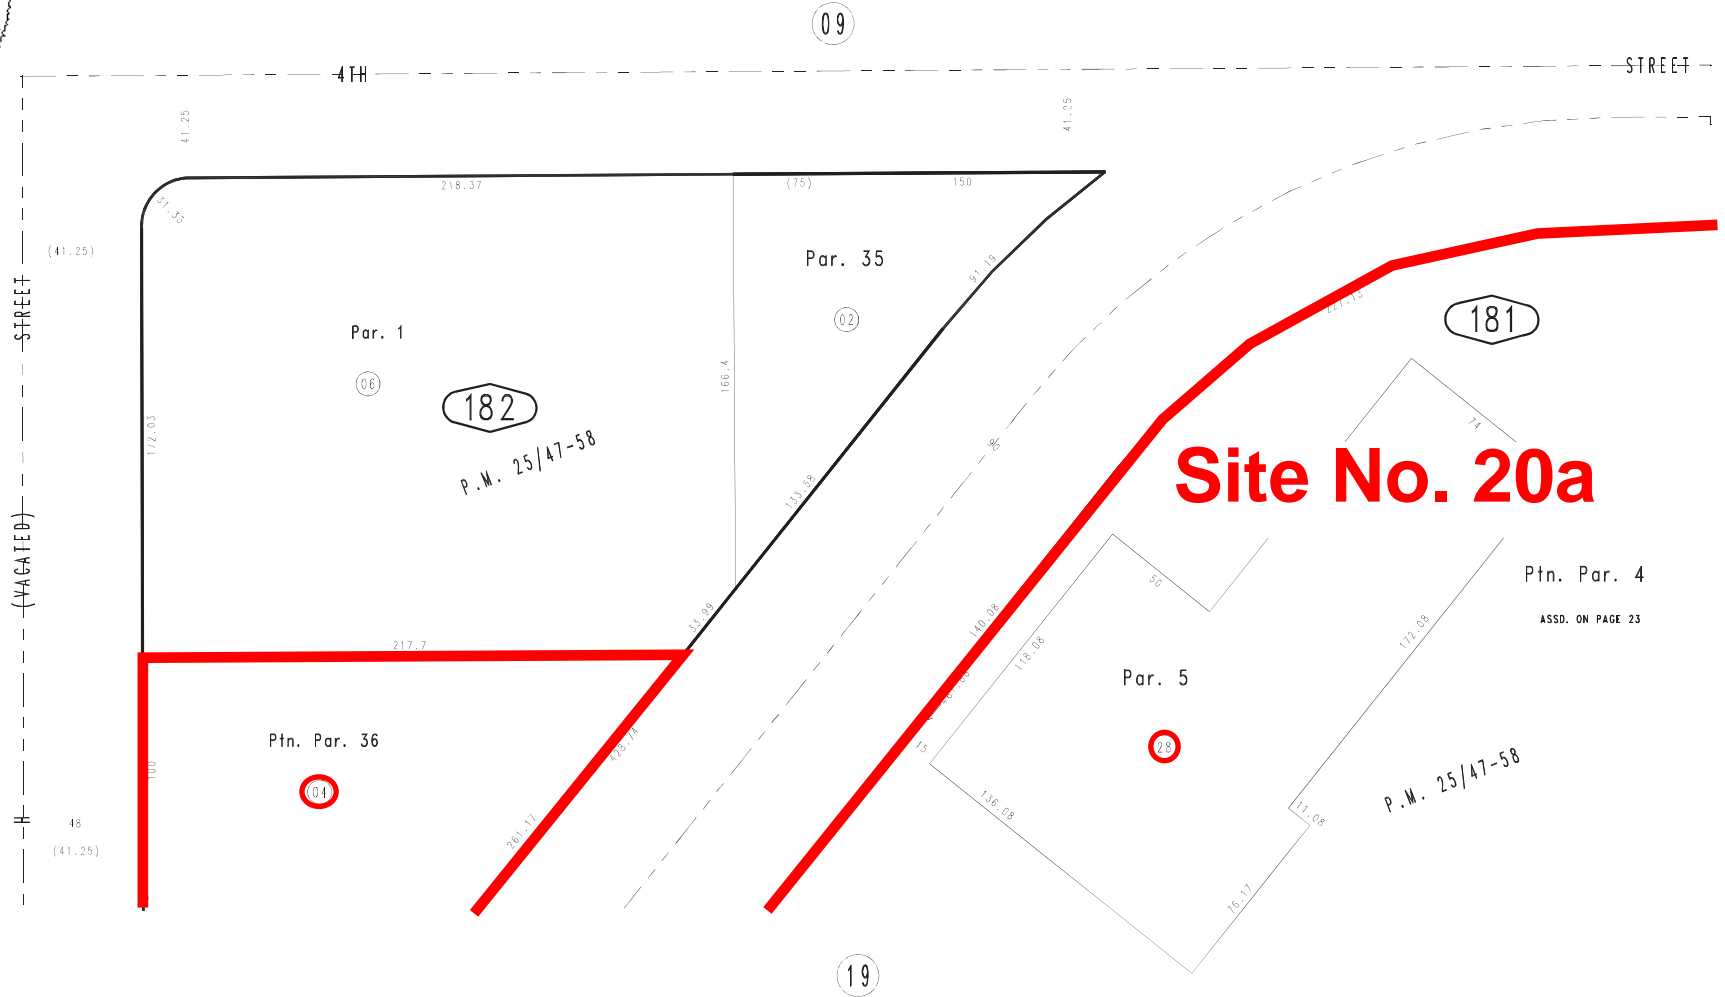 09
4TH
STREET
41.25
41.25
218.37
(75)
150
31.33
(41.25)
STREET
Par. 35
91.19
02
181
Par. 1
06
182
166.4
172.03
P.M. 25/47-58
74
90
Site No. 20a
133.58
(VACATED)
50
Ptn. Par. 4
ASSD. ON PAGE 23
33.99
140.08
118.08
172.08
217.7
Par. 5
Ptn. Par. 36
428.74
15
28
100
04
P.M. 25/47-58
136.08
11.08
H
48
(41.25)
261.17
76.17
19